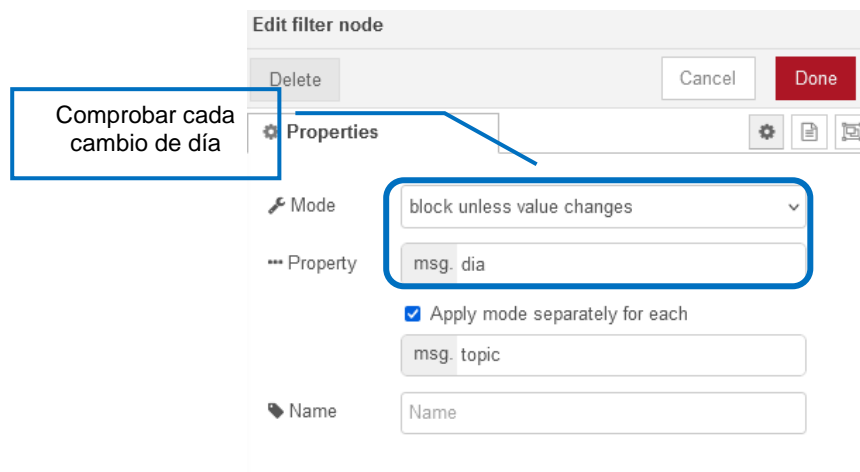 Edit filter node
Delete
Cancel
Done
Comprobar cada
cambio de día
Properties
Mode
block unless value changes
Property
msg. dia
Apply mode separately for each
msg. topic
Name
Name